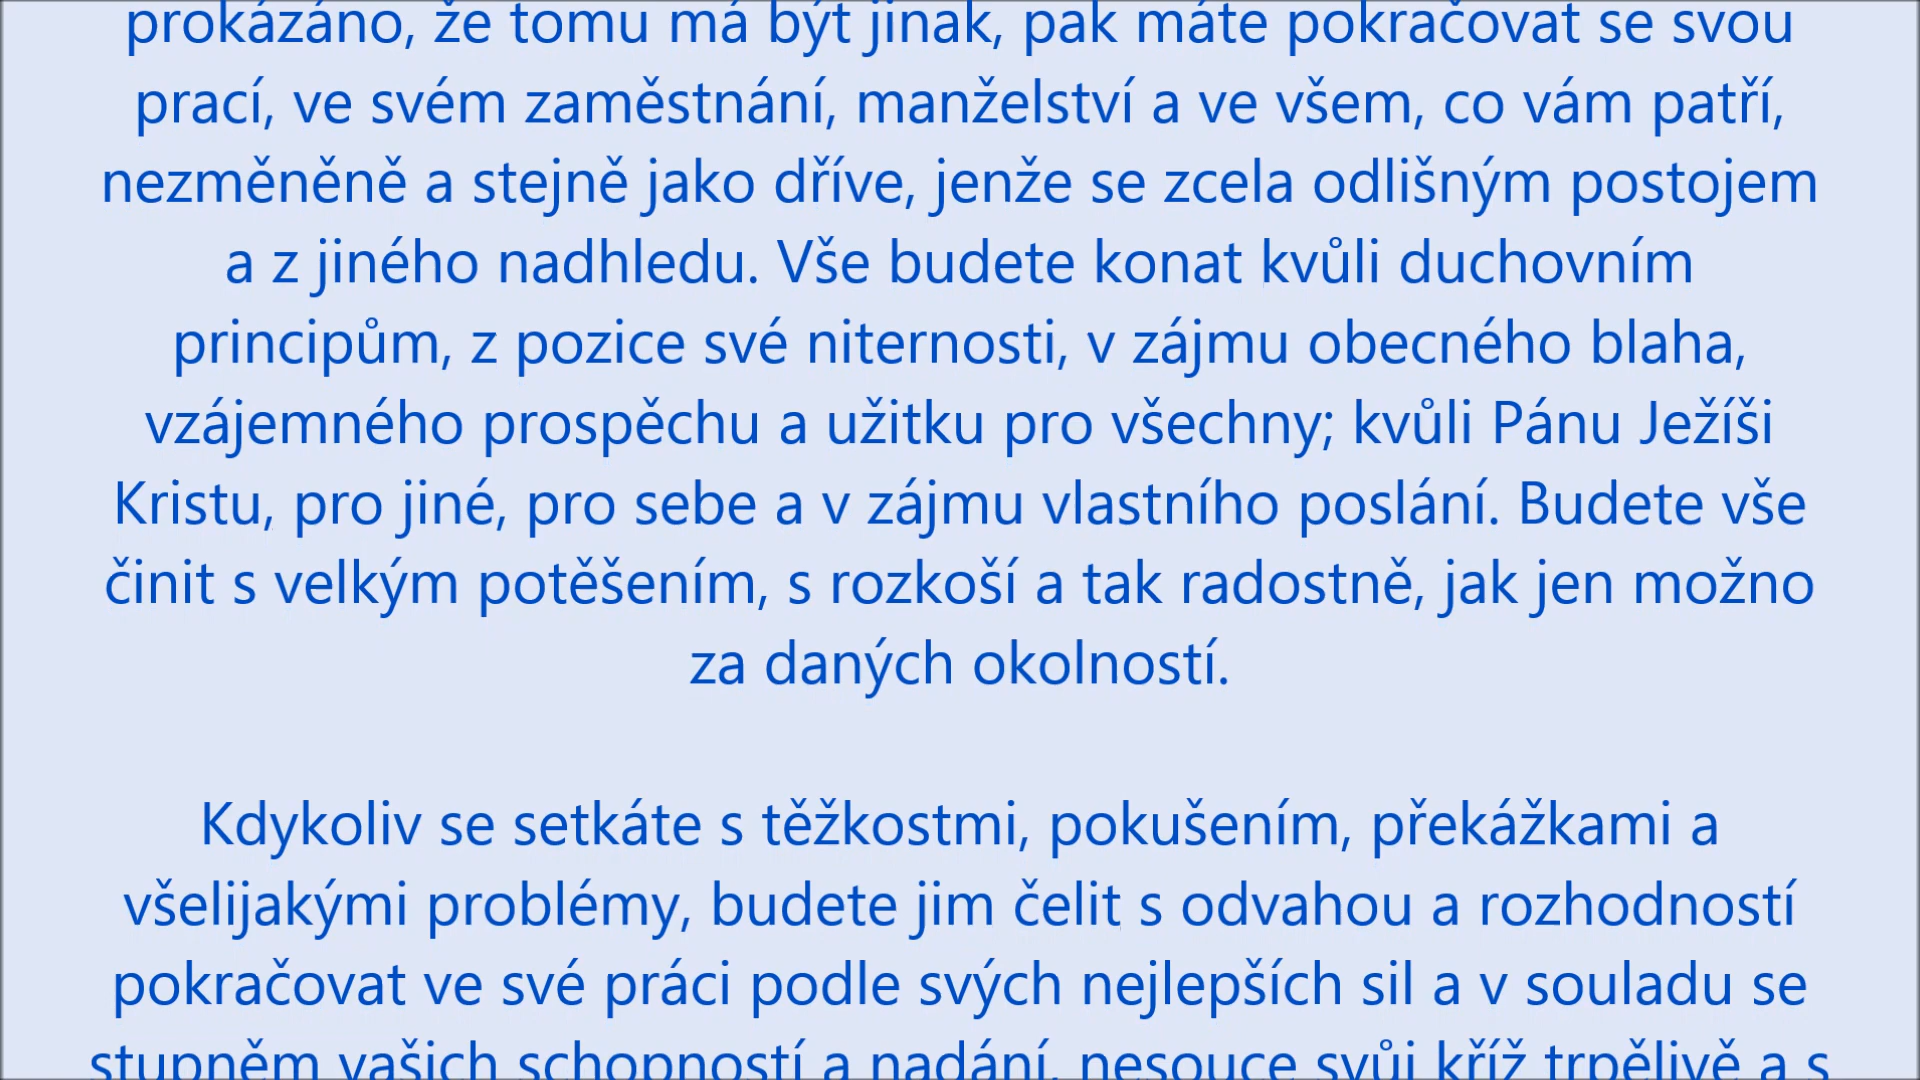 prokázáno, že tomu má být jinak, pak máte pokračovat se svou
prací, ve svém zaměstnání, manželství a ve všem, co vám patří,
nezměněně a stejně jako dříve, jenže se zcela odlišným postojem
a z jiného nadhledu. Vše budete konat kvůli duchovním
principům, z pozice své niternosti, v zájmu obecného blaha,
vzájemného prospěchu a užitku pro všechny; kvůli Pánu Ježíši
Kristu, pro jiné, pro sebe a v zájmu vlastního poslání. Budete vše
činit s velkým potěšením, s rozkoší a tak radostně, jak jen možno
za daných okolností.
Kdykoliv se setkáte s těžkostmi, pokušením, překážkami a
všelijakými problémy, budete jim čelit s odvahou a rozhodností
pokračovat ve své práci podle svých nejlepších sil a v souladu se
stupněm vašich schopností a nadání, nesouce svůj kříž trpělivě a s